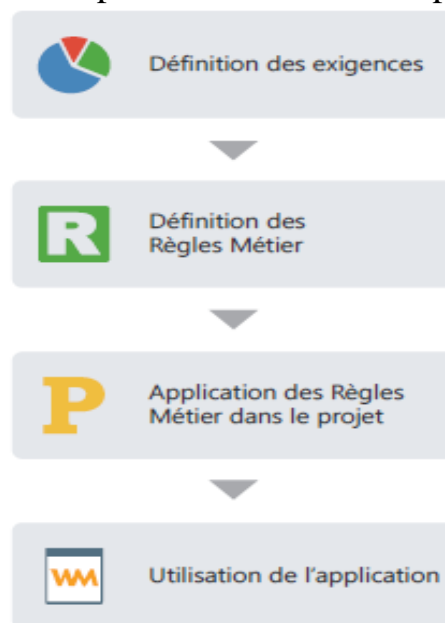 Définition des exigences
R
Définition des
Règles Métier
P
Application des Règles
Métier dans le projet
WM
Utilisation de l'application